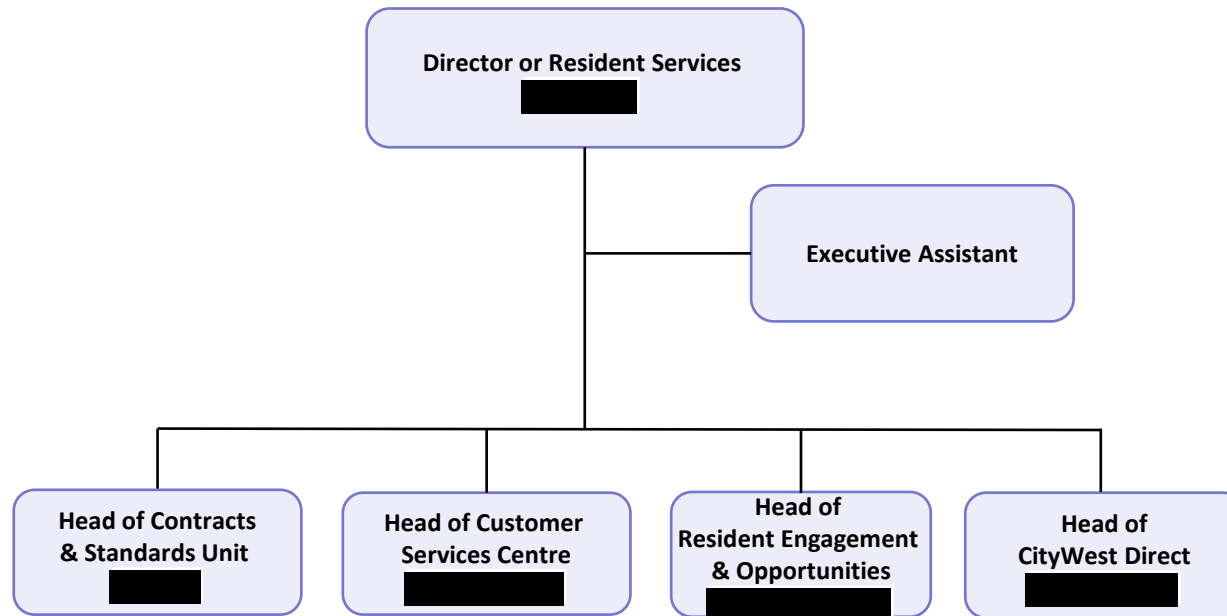 Director or Resident Services
Executive Assistant
Head of Contracts
& Standards Unit
Head of Customer
Services Centre
Head of
Resident Engagement
& Opportunities
Head of
CityWest Direct